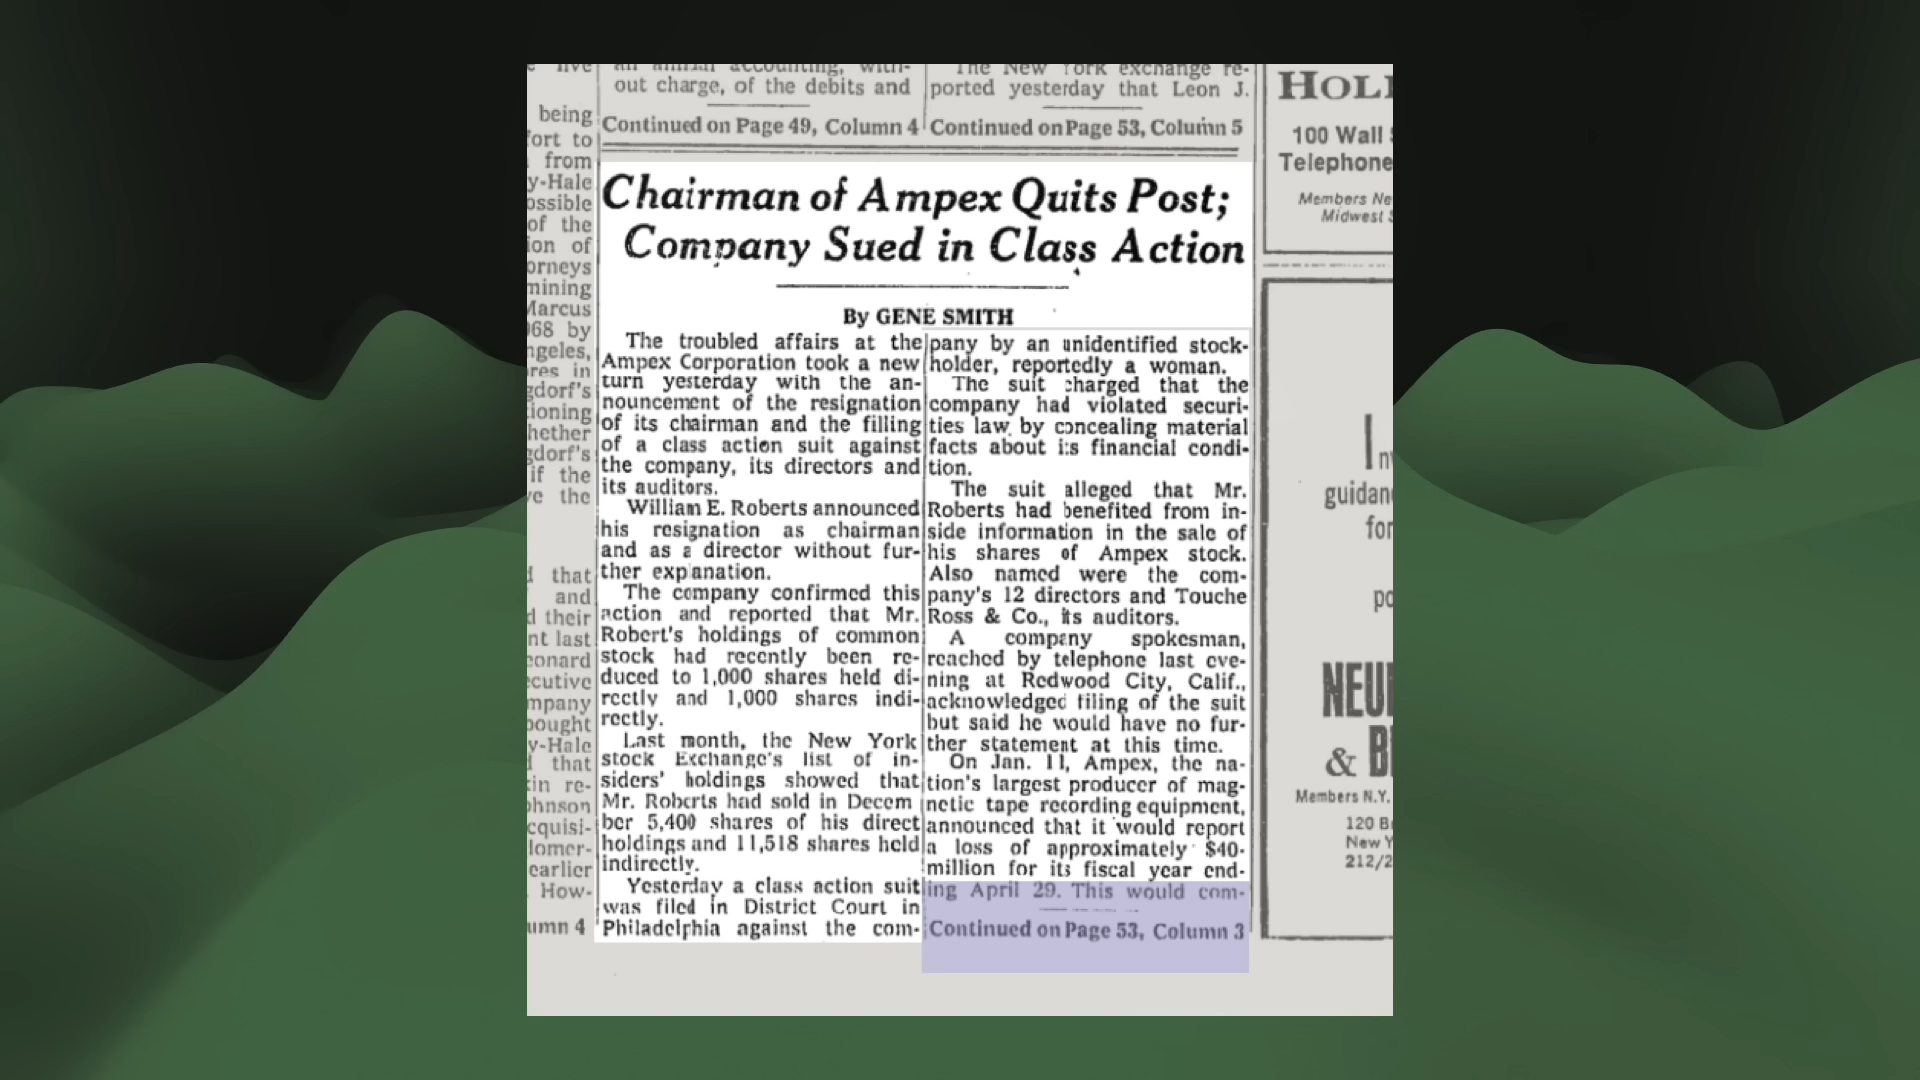 e live
being
fort to
from
y-Hale
ossible
of the
ion of
orneys
mining
Marcus
968 by
ngeles,
res in
gdorf's
tioning
hether
gdorf's
if the
ve the
d that
and
d their
nt last
eonard
ecutive
mpany
bought
y-Hale
d that
in re-
ohnson
cquisi-
lomer-
earlier
How-
umn 4
an annual accounting, with-
out charge, of the debits and
Continued on Page 49, Column 4
The New York exchange re-
ported yesterday that Leon J.
Continued on Page 53, Column 5
Chairman of Ampex Quits Post;
Company Sued in Class Action
By GENE SMITH
The troubled affairs at the
Ampex Corporation took a new
turn yesterday with the an-
nouncement of the resignation
of its chairman and the filling
of a class action suit against
the company, its directors and
its auditors.
William E. Roberts announced
his resignation as chairman
and as a director without fur-
ther explanation.
The company confirmed this
action and reported that Mr.
Robert's holdings of common
stock had recently been re-
duced to 1,000 shares held di-
rectly and 1,000 shares indi-
rectly.
Last month, the New York
stock Exchange's list of in-
siders' holdings showed that
Mr. Roberts had sold in Decem
ber 5,400 shares of his direct
holdings and 11,518 shares held
indirectly.
Yesterday a class action suit
was filed in District Court in
Philadelphia against the com-
pany by an unidentified stock-
holder, reportedly a woman.
The suit charged that the
company had violated securi-
ties law by concealing material
facts about its financial condi-
tion.
The suit alleged that Mr.
Roberts had benefited from in-
side information in the sale of
his shares of Ampex stock.
Also named were the com-
pany's 12 directors and Touche
Ross & Co., its auditors.
A company spokesman,
reached by telephone last eve-
ning at Redwood City, Calif.,
acknowledged filing of the suit
but said he would have no fur-
ther statement at this time.
On Jan. 11, Ampex, the na-
tion's largest producer of mag-
netic tape recording equipment,
announced that it would report
a loss of approximately $40-
million for its fiscal year end-
ing April 29. This would com-
Continued on Page 53, Column 3
HOL
100 Wall S
Telephone
Members Ne
Midwest S
Inv
guidan
for
po
NEU
& B
Members N.Y.
120 B
New Y
212/2